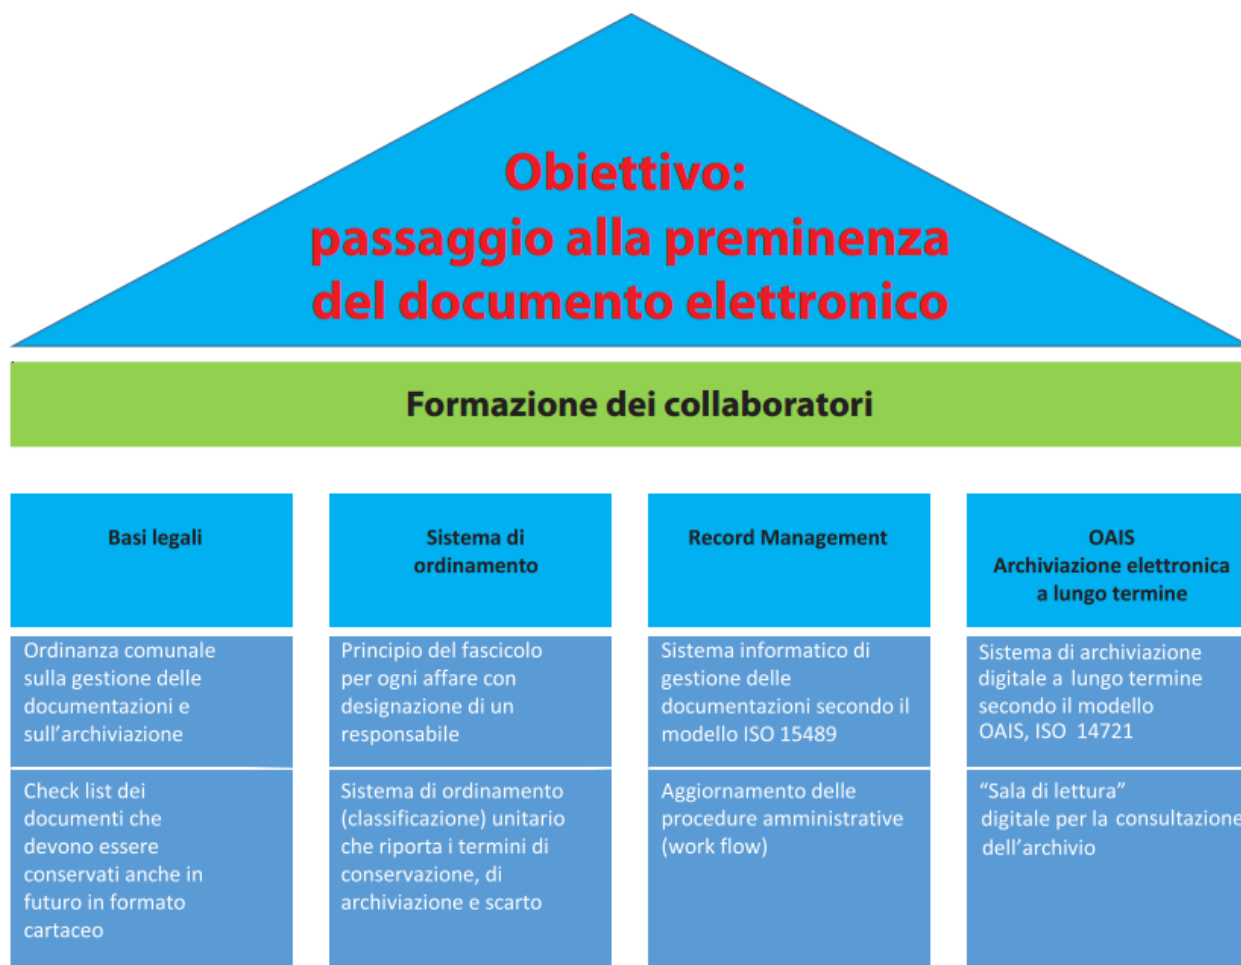 Obiettivo:
passaggio alla preminenza
del documento elettronico
Formazione dei collaboratori
Basi legali
Ordinanza comunale
sulla gestione delle
documentazioni e
sull'archiviazione
Check list dei
documenti che
devono essere
conservati anche in
futuro in formato
cartaceo
Sistema di
ordinamento
Principio del fascicolo
per ogni affare con
designazione di un
responsabile
Sistema di ordinamento
(classificazione) unitario
che riporta i termini di
conservazione, di
archiviazione e scarto
Record Management
Sistema informatico di
gestione delle
documentazioni secondo il
modello ISO 15489
Aggiornamento delle
procedure amministrative
(work flow)
OAIS
Archiviazione elettronica
a lungo termine
Sistema di archiviazione
digitale a lungo termine
secondo il modello
OAIS, ISO 14721
“Sala di lettura”
digitale per la consultazione
dell'archivio